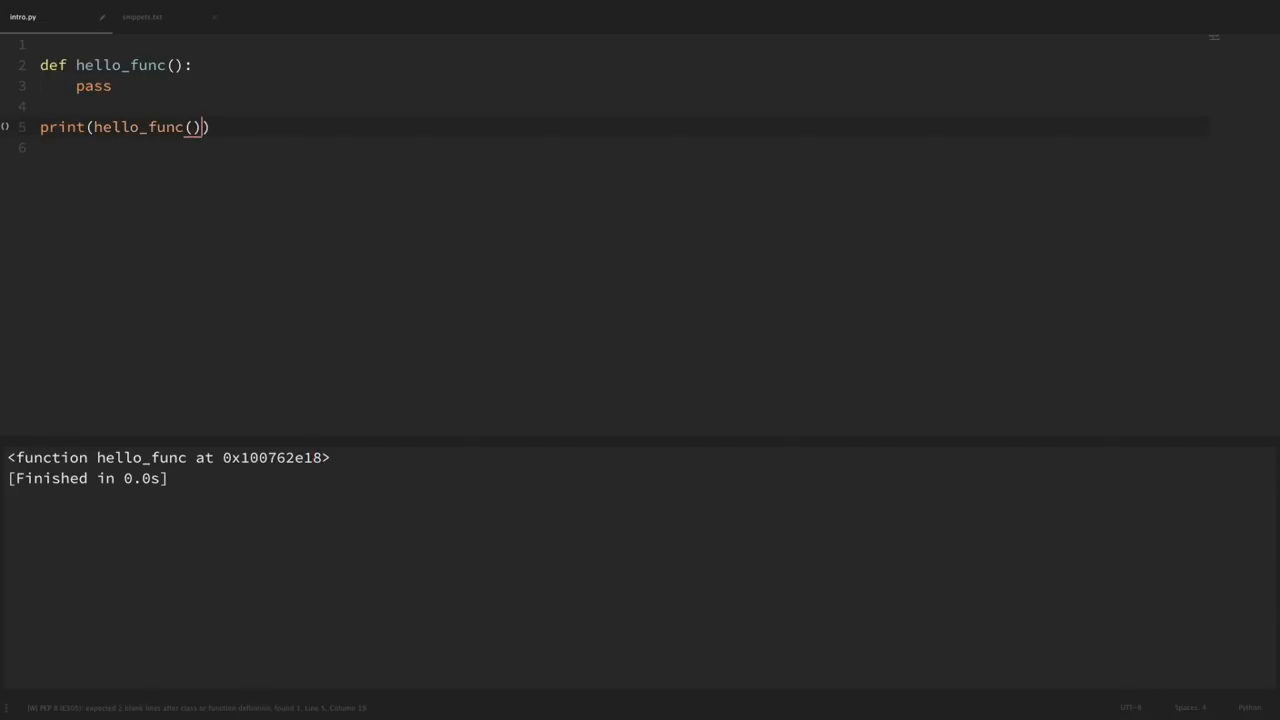 intro.py
snippets.txt
1
2 def hello_func():
3 pass
4
5 print(hello_func())
6
<function hello_func at 0x100762e18>
[Finished in 0.0s]
[W] PEP 8 (E305): expected 2 blank lines after class or function definition, found 1, Line 5, Column 19
UTF-8
Spaces: 4
Python